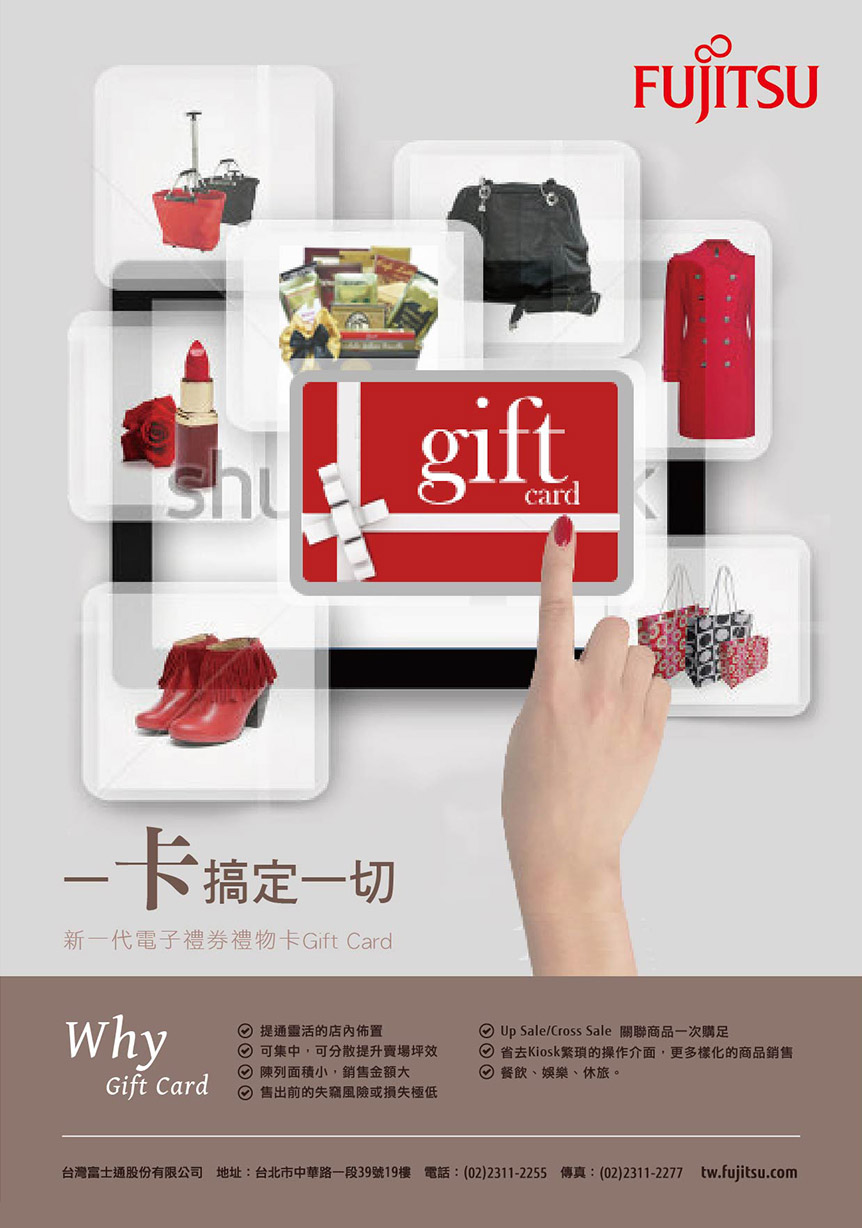 FUJITSU
gift
card
一卡搞定一切
新一代電子禮券禮物卡Gift Card
Why
Gift Card
提通靈活的店內佈置
可集中，可分散提升賣場坪效
陳列面積小，銷售金額大
售出前的失竊風險或損失極低
Up Sale/Cross Sale 關聯商品一次購足
省去Kiosk繁瑣的操作介面，更多樣化的商品銷售
餐飲、娛樂、休旅。
台灣富士通股份有限公司 地址：台北市中華路一段39號19樓 電話：(02)2311-2255 傳真：(02)2311-2277 tw.fujitsu.com